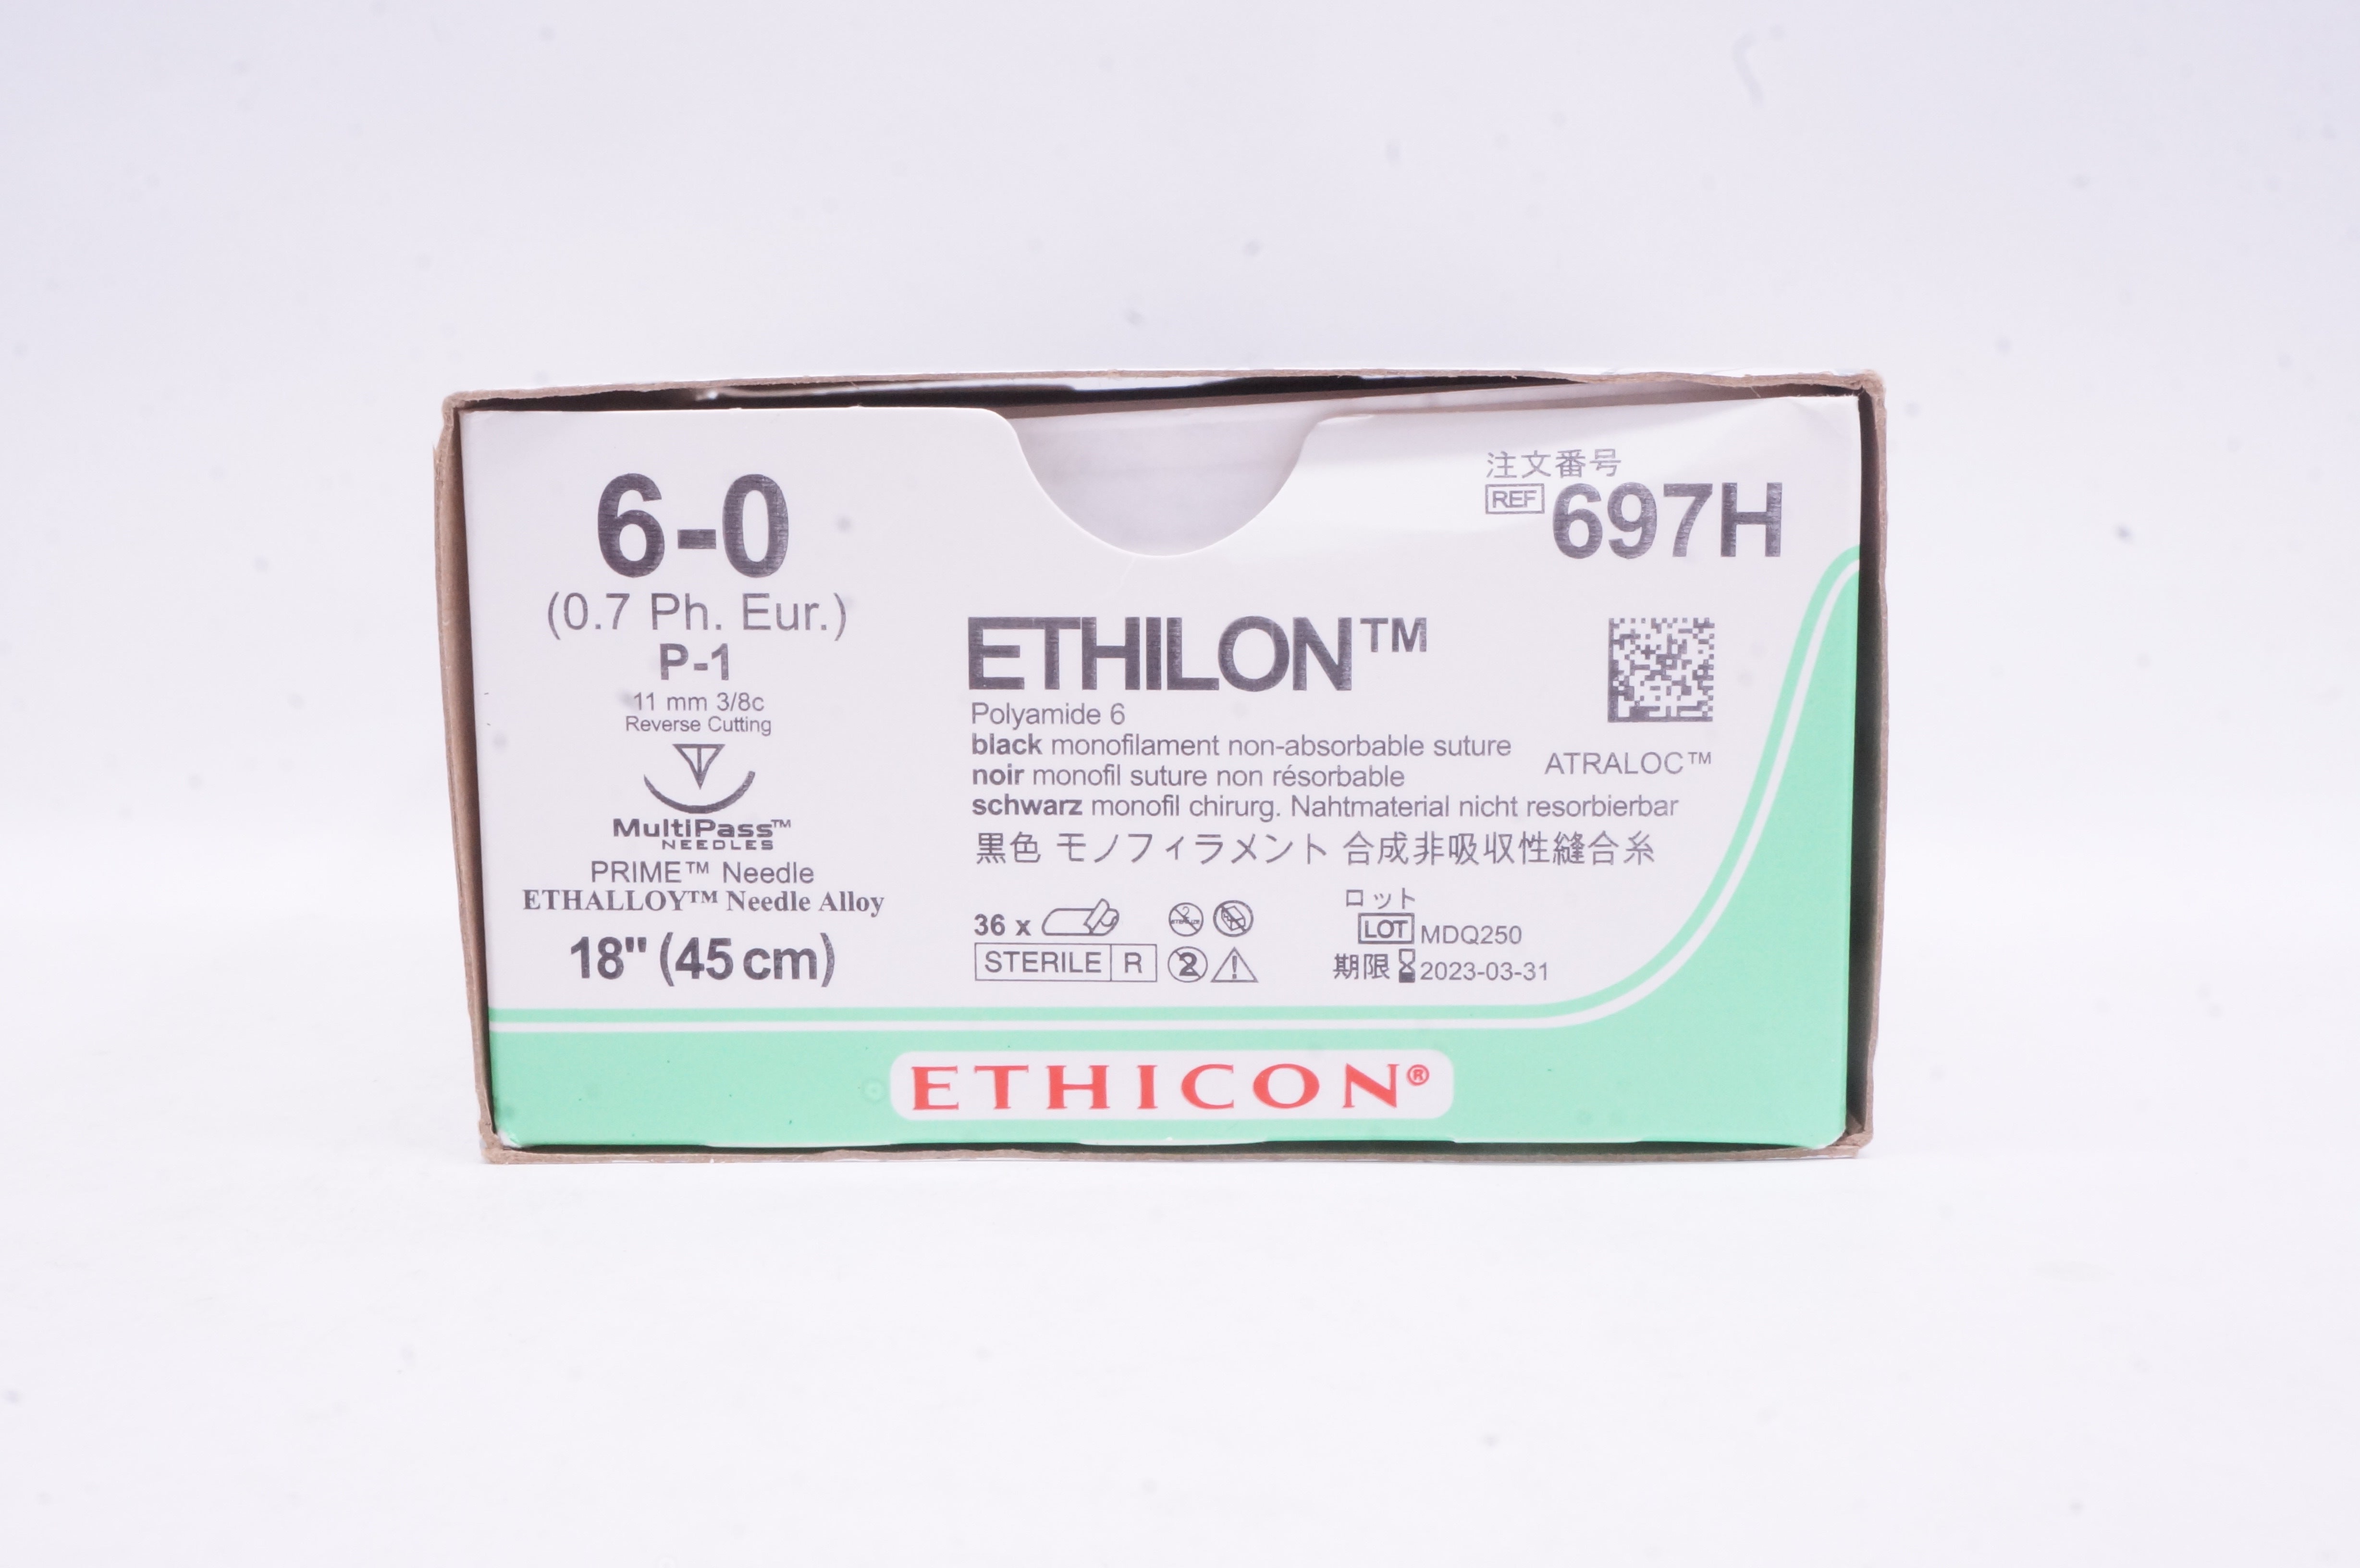 6-0
(0.7 Ph. Eur.)
P-1
11 mm 3/8c
Reverse Cutting
MultiPass™
NEEDLES
PRIME™ Needle
ETHALLOY™ Needle Alloy
18" (45 cm)
注文番号
REF 697H
ETHILON™
Polyamide 6
black monofilament non-absorbable suture
noir monofil suture non résorbable
schwarz monofil chirurg. Nahtmaterial nicht resorbierbar
黒色 モノフィラメント 合成非吸収性縫合糸
ATRALOC™
36 x
STERILE R
2
ロット
LOT MDQ250
期限 2023-03-31
ETHICON®